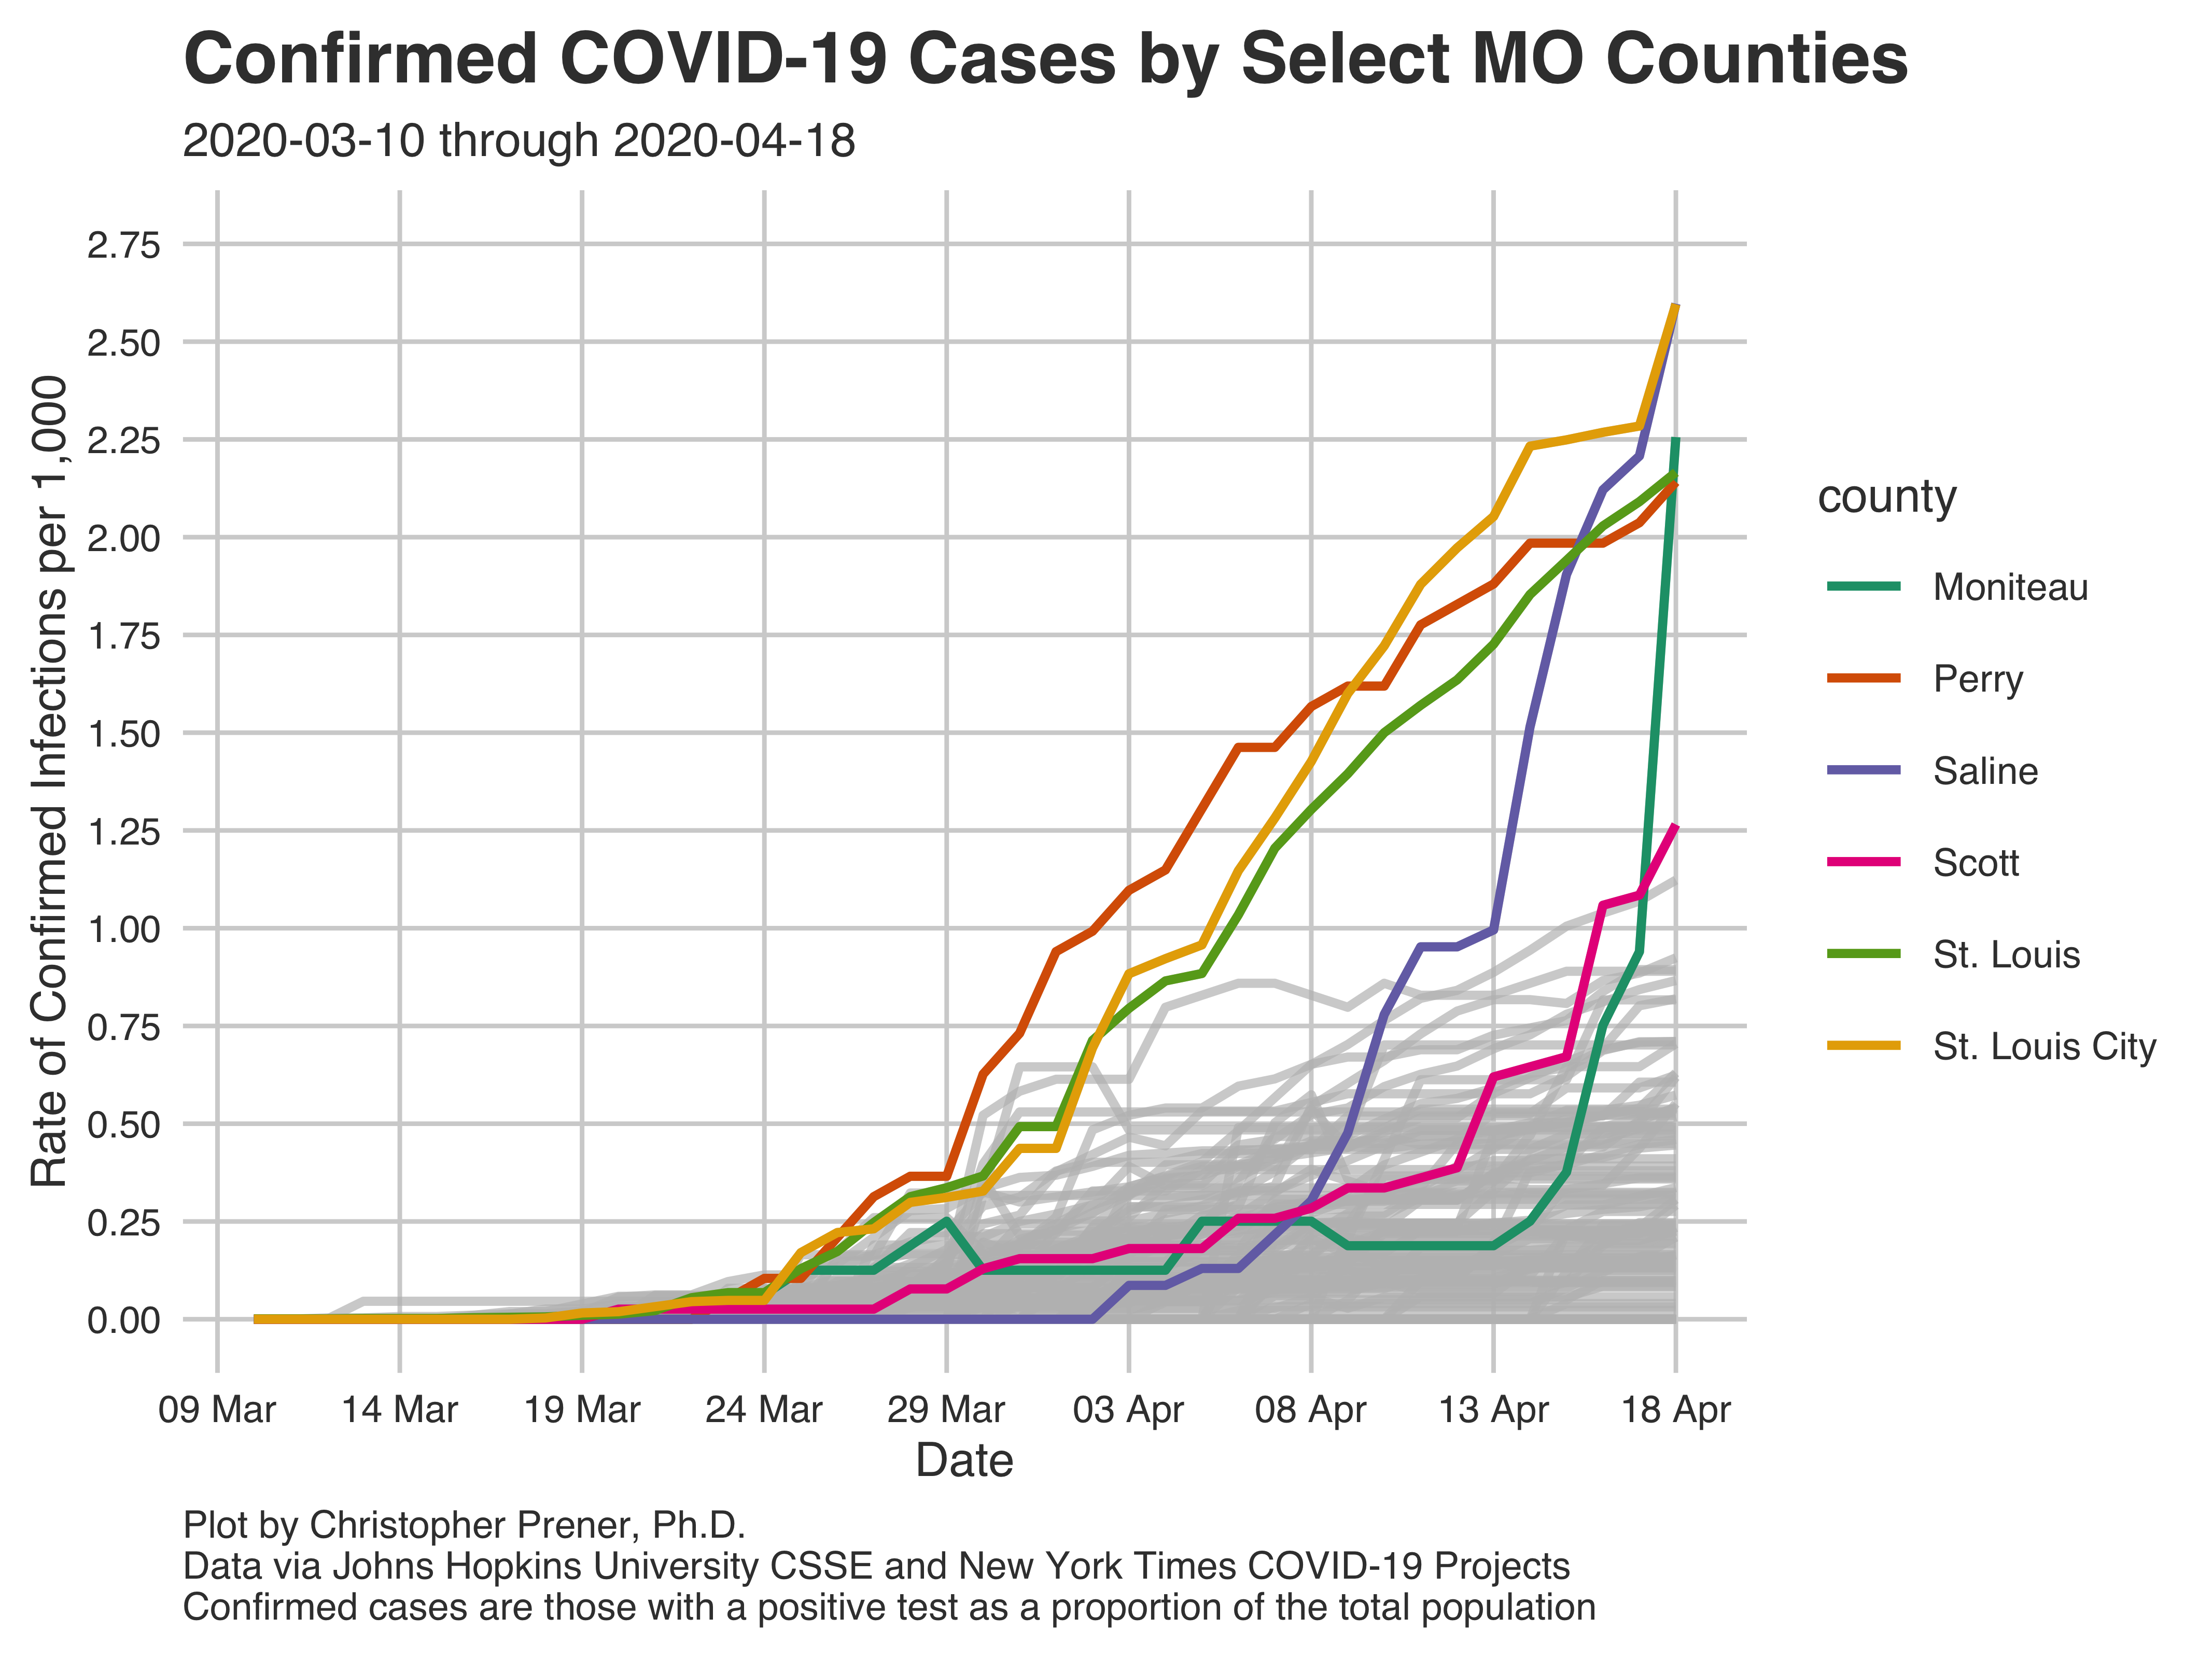 Confirmed COVID-19 Cases by Select MO Counties
2020-03-10 through 2020-04-18
Rate of Confirmed Infections per 1,000
2.75
2.50
2.25
2.00
1.75
1.50
1.25
1.00
0.75
0.50
0.25
0.00
09 Mar
14 Mar
19 Mar
24 Mar
29 Mar
03 Apr
08 Apr
13 Apr
18 Apr
Date
county
Moniteau
Perry
Saline
Scott
St. Louis
St. Louis City
Plot by Christopher Prener, Ph.D.
Data via Johns Hopkins University CSSE and New York Times COVID-19 Projects
Confirmed cases are those with a positive test as a proportion of the total population